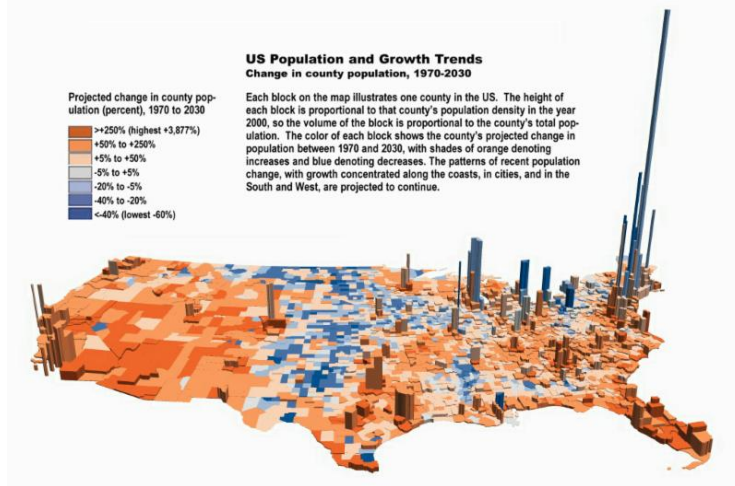 US Population and Growth Trends
Change in county population, 1970-2030
Each block on the map illustrates one county in the US. The height of
each block is proportional to that county's population density in the year
2000, so the volume of the block is proportional to the county's total pop-
ulation. The color of each block shows the county's projected change in
population between 1970 and 2030, with shades of orange denoting
increases and blue denoting decreases. The patterns of recent population
change, with growth concentrated along the coasts, in cities, and in the
South and West, are projected to continue.
Projected change in county pop-
ulation (percent), 1970 to 2030
>+250% (highest +3,877%)
+50% to +250%
+5% to +50%
-5% to +5%
-20% to -5%
-40% to -20%
<-40% (lowest -60%)